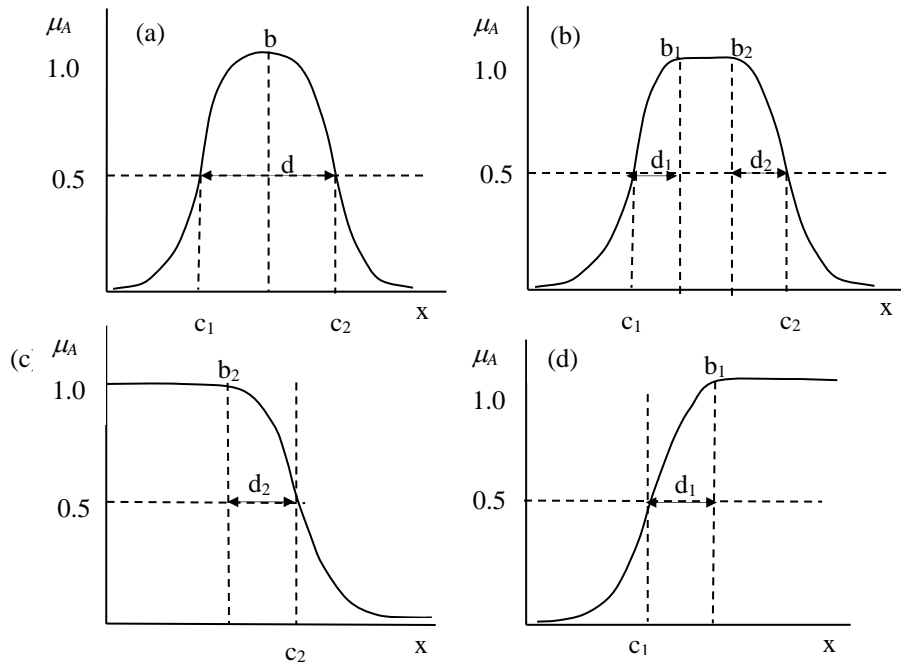 μA (a) b
1.0
d
0.5
c1 c2 x
μA (b) b1 b2
1.0
d1 d2
0.5
c1 c2 x
(c) μA
b2
1.0
d2
0.5
c2 x
μA (d) b1
1.0
d1
0.5
c1 x